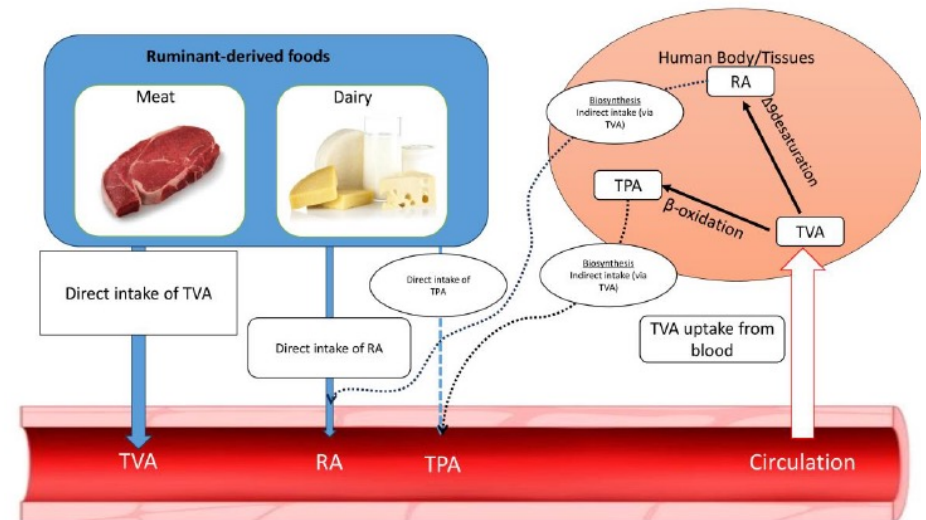 Ruminant-derived foods
Meat
Dairy
Human Body/Tissues
RA
Biosynthesis
Indirect intake (via
TVA)
Δ9desaturation
TPA
β-oxidation
TVA
Direct intake of TVA
Direct intake of
TPA
Biosynthesis
Indirect intake (via
TVA)
Direct intake of RA
TVA uptake from
blood
TVA
RA
TPA
Circulation